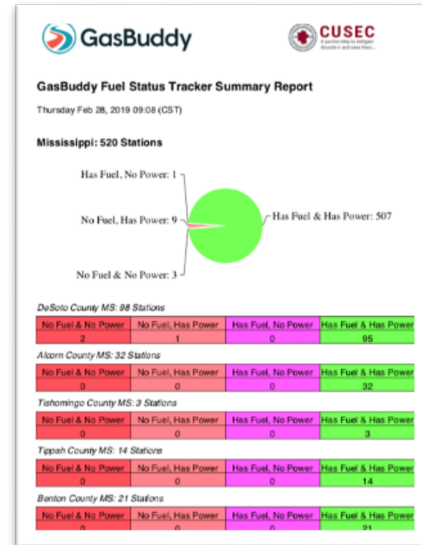 GasBuddy
CUSEC
A partnership to mitigate
GasBuddy Fuel Status Tracker Summary Report
Thursday Feb 28, 2019 09:08 (CST)
Mississippi: 520 Stations
Has Fuel, No Power: 1
No Fuel, Has Power: 9
Has Fuel & Has Power: 507
No Fuel & No Power: 3
DeSoto County MS: 98 Stations
No Fuel & No Power No Fuel, Has Power Has Fuel, No Power Has Fuel & Has Power
2 1 0 95
Alcorn County MS: 32 Stations
No Fuel & No Power No Fuel, Has Power Has Fuel, No Power Has Fuel & Has Power
0 0 0 32
Tishomingo County MS: 3 Stations
No Fuel & No Power No Fuel, Has Power Has Fuel, No Power Has Fuel & Has Power
0 0 0 3
Tippah County MS: 14 Stations
No Fuel & No Power No Fuel, Has Power Has Fuel, No Power Has Fuel & Has Power
0 0 0 14
Benton County MS: 21 Stations
No Fuel & No Power No Fuel, Has Power Has Fuel, No Power Has Fuel & Has Power
0 0 0 21